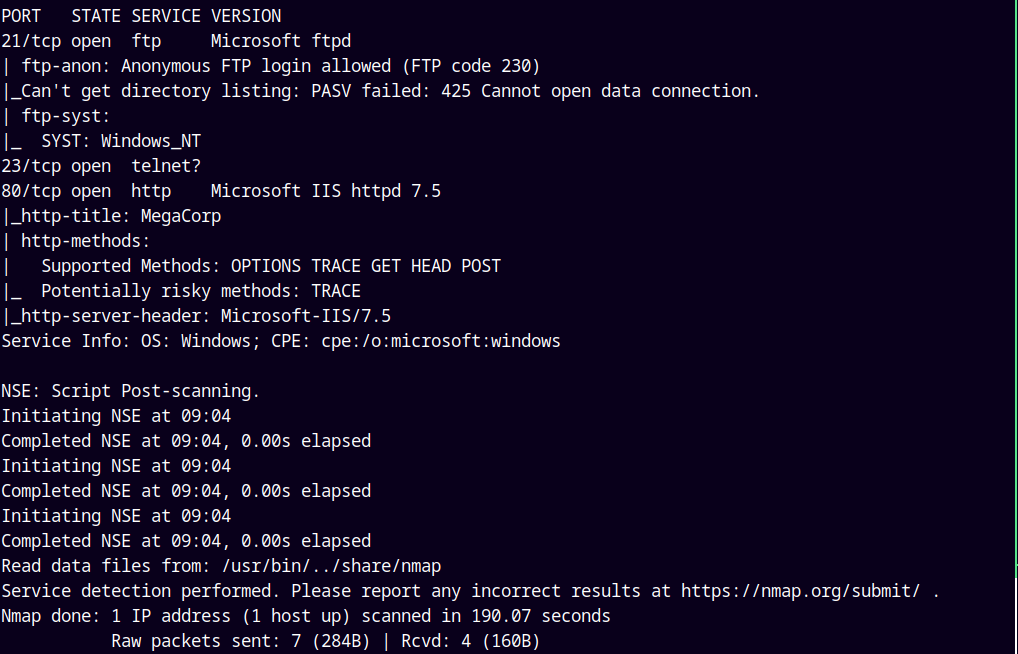 PORT   STATE SERVICE VERSION
21/tcp open  ftp     Microsoft ftpd
| ftp-anon: Anonymous FTP login allowed (FTP code 230)
|_Can't get directory listing: PASV failed: 425 Cannot open data connection.
| ftp-syst:
|_  SYST: Windows_NT
23/tcp open  telnet?
80/tcp open  http    Microsoft IIS httpd 7.5
|_http-title: MegaCorp
| http-methods:
|   Supported Methods: OPTIONS TRACE GET HEAD POST
|_  Potentially risky methods: TRACE
|_http-server-header: Microsoft-IIS/7.5
Service Info: OS: Windows; CPE: cpe:/o:microsoft:windows

NSE: Script Post-scanning.
Initiating NSE at 09:04
Completed NSE at 09:04, 0.00s elapsed
Initiating NSE at 09:04
Completed NSE at 09:04, 0.00s elapsed
Initiating NSE at 09:04
Completed NSE at 09:04, 0.00s elapsed
Read data files from: /usr/bin/../share/nmap
Service detection performed. Please report any incorrect results at https://nmap.org/submit/ .
Nmap done: 1 IP address (1 host up) scanned in 190.07 seconds
           Raw packets sent: 7 (284B) | Rcvd: 4 (160B)